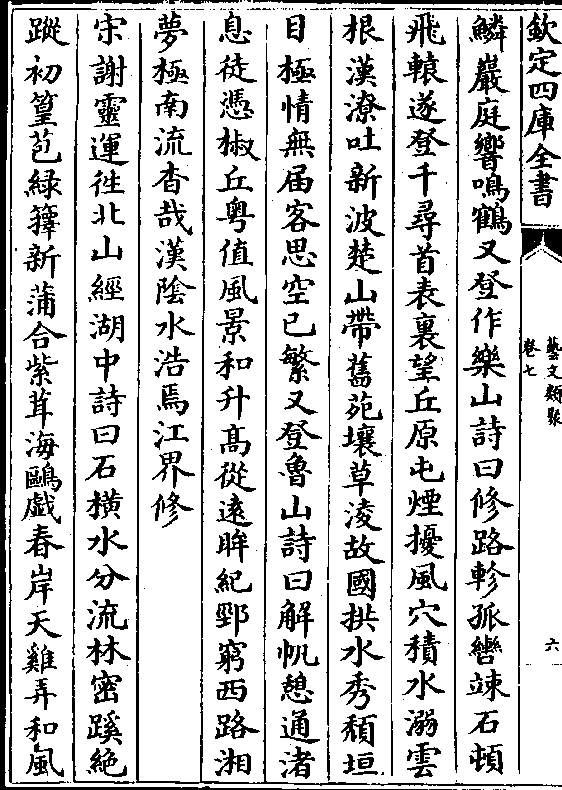 欽定四庫全書
藝文類聚
卷七
六
鱗巖庭響鳴鶴又登作樂山詩曰修路軫孤轡竦石頓
飛轅遂登千尋首表裏望丘原屯煙擾風穴積水溺雲
根漢潦吐新波楚山帶舊苑壤草淩故國拱水秀頹垣
目極情無屆客思空已繁又登魯山詩曰解帆憩通渚
息徒憑椒丘粤值風景和升髙從逺眸紀郢窮西路湘
夢極南流杳哉漢隂水浩焉江界修
宋謝靈運徃北山經湖中詩曰石横水分流林密蹊絶
蹤初篁苞緑籜新蒲合紫茸海鷗戱春岸天雞弄和風